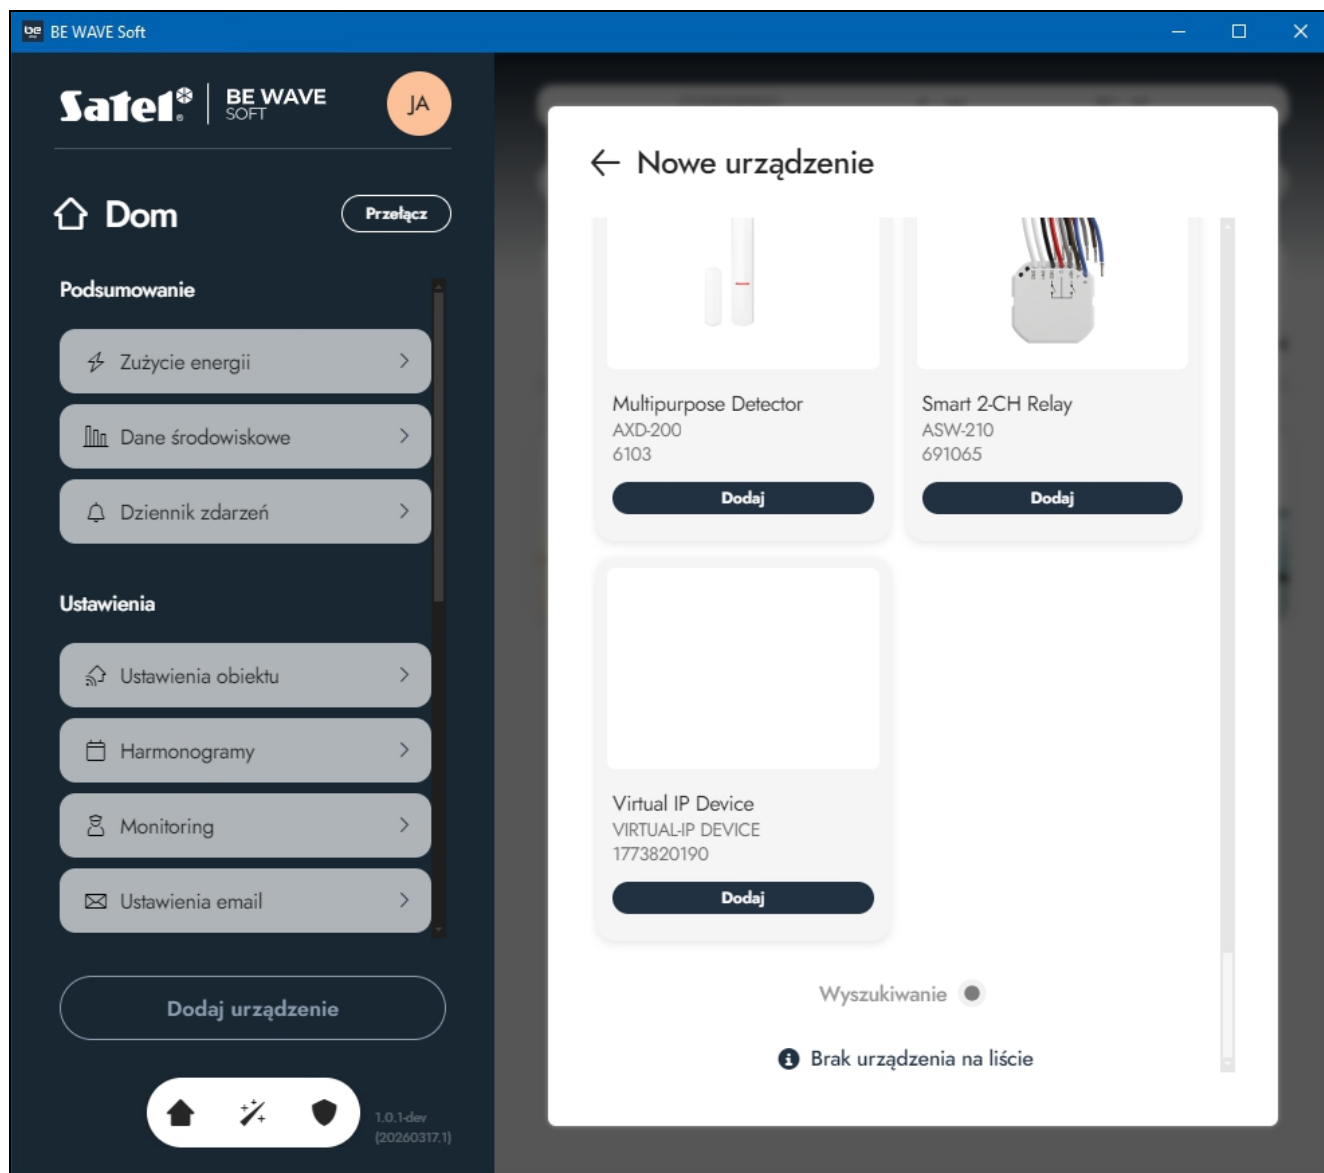 be BE WAVE Soft
Satel® BE WAVE
SOFT
JA
Dom
Przełącz
Podsumowanie
Zużycie energii
Dane środowiskowe
Dziennik zdarzeń
Ustawienia
Ustawienia obiektu
Harmonogramy
Monitoring
Ustawienia email
Dodaj urządzenie
1.0.1-dev
(20260317.1)
Nowe urządzenie
Multipurpose Detector
AXD-200
6103
Dodaj
Smart 2-CH Relay
ASW-210
691065
Dodaj
Virtual IP Device
VIRTUAL-IP DEVICE
1773820190
Dodaj
Wyszukiwanie
Brak urządzenia na liście